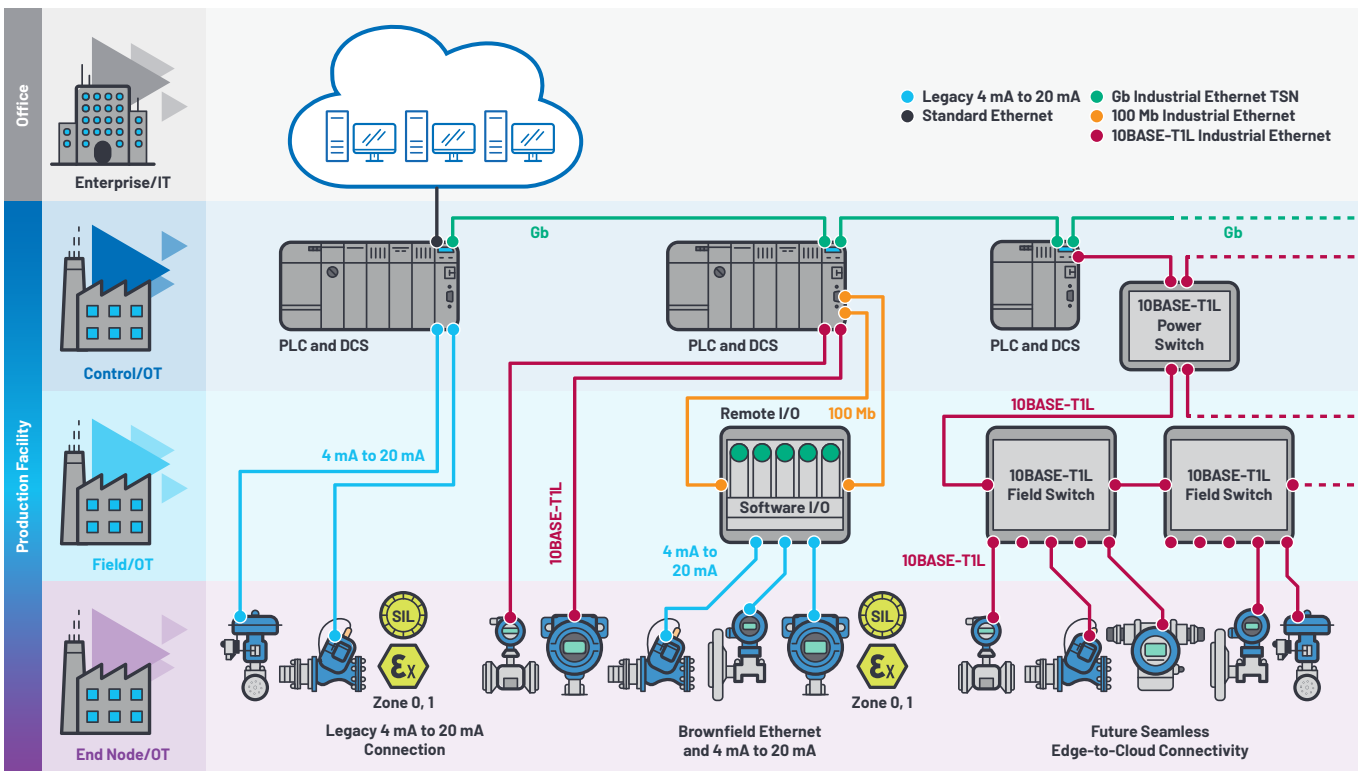 Office
Enterprise/IT
Legacy 4 mA to 20 mA
Standard Ethernet
Gb Industrial Ethernet TSN
100 Mb Industrial Ethernet
10BASE-T1L Industrial Ethernet
Production Facility
Control/OT
Gb
Gb
PLC and DCS
PLC and DCS
PLC and DCS
10BASE-T1L
Power
Switch
Field/OT
4 mA to 20 mA
10BASE-T1L
Remote I/O
100 Mb
Software I/O
4 mA to
20 mA
10BASE-T1L
10BASE-T1L
Field Switch
10BASE-T1L
Field Switch
10BASE-T1L
End Node/OT
SIL
εx
Zone 0, 1
SIL
εx
Zone 0, 1
Legacy 4 mA to 20 mA
Connection
Brownfield Ethernet
and 4 mA to 20 mA
Future Seamless
Edge-to-Cloud Connectivity